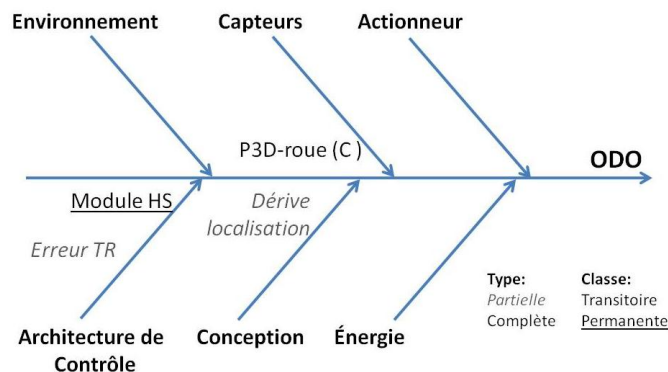 Environnement
Capteurs
Actionneur
P3D-roue (C )
ODO
Module HS
Dérive
localisation
Erreur TR
Type:
Classe:
Partielle
Transitoire
Complète
Permanente
Architecture de
Contrôle
Conception
Énergie